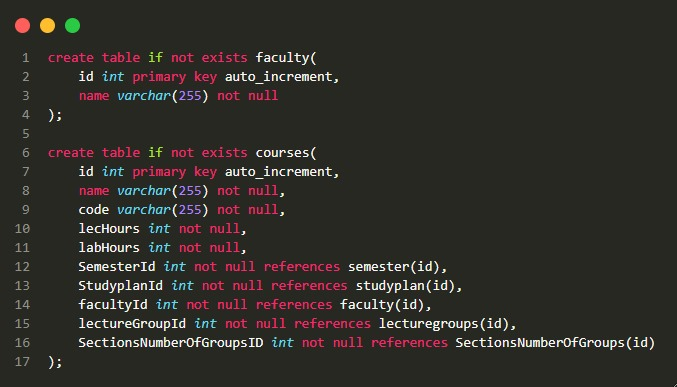 1 create table if not exists faculty(
2     id int primary key auto_increment,
3     name varchar(255) not null
4 );
5
6 create table if not exists courses(
7     id int primary key auto_increment,
8     name varchar(255) not null,
9     code varchar(255) not null,
10     lecHours int not null,
11     labHours int not null,
12     SemesterId int not null references semester(id),
13     StudyplanId int not null references studyplan(id),
14     facultyId int not null references faculty(id),
15     lectureGroupId int not null references lecturegroups(id),
16     SectionsNumberOfGroupsID int not null references SectionsNumberOfGroups(id)
17 );